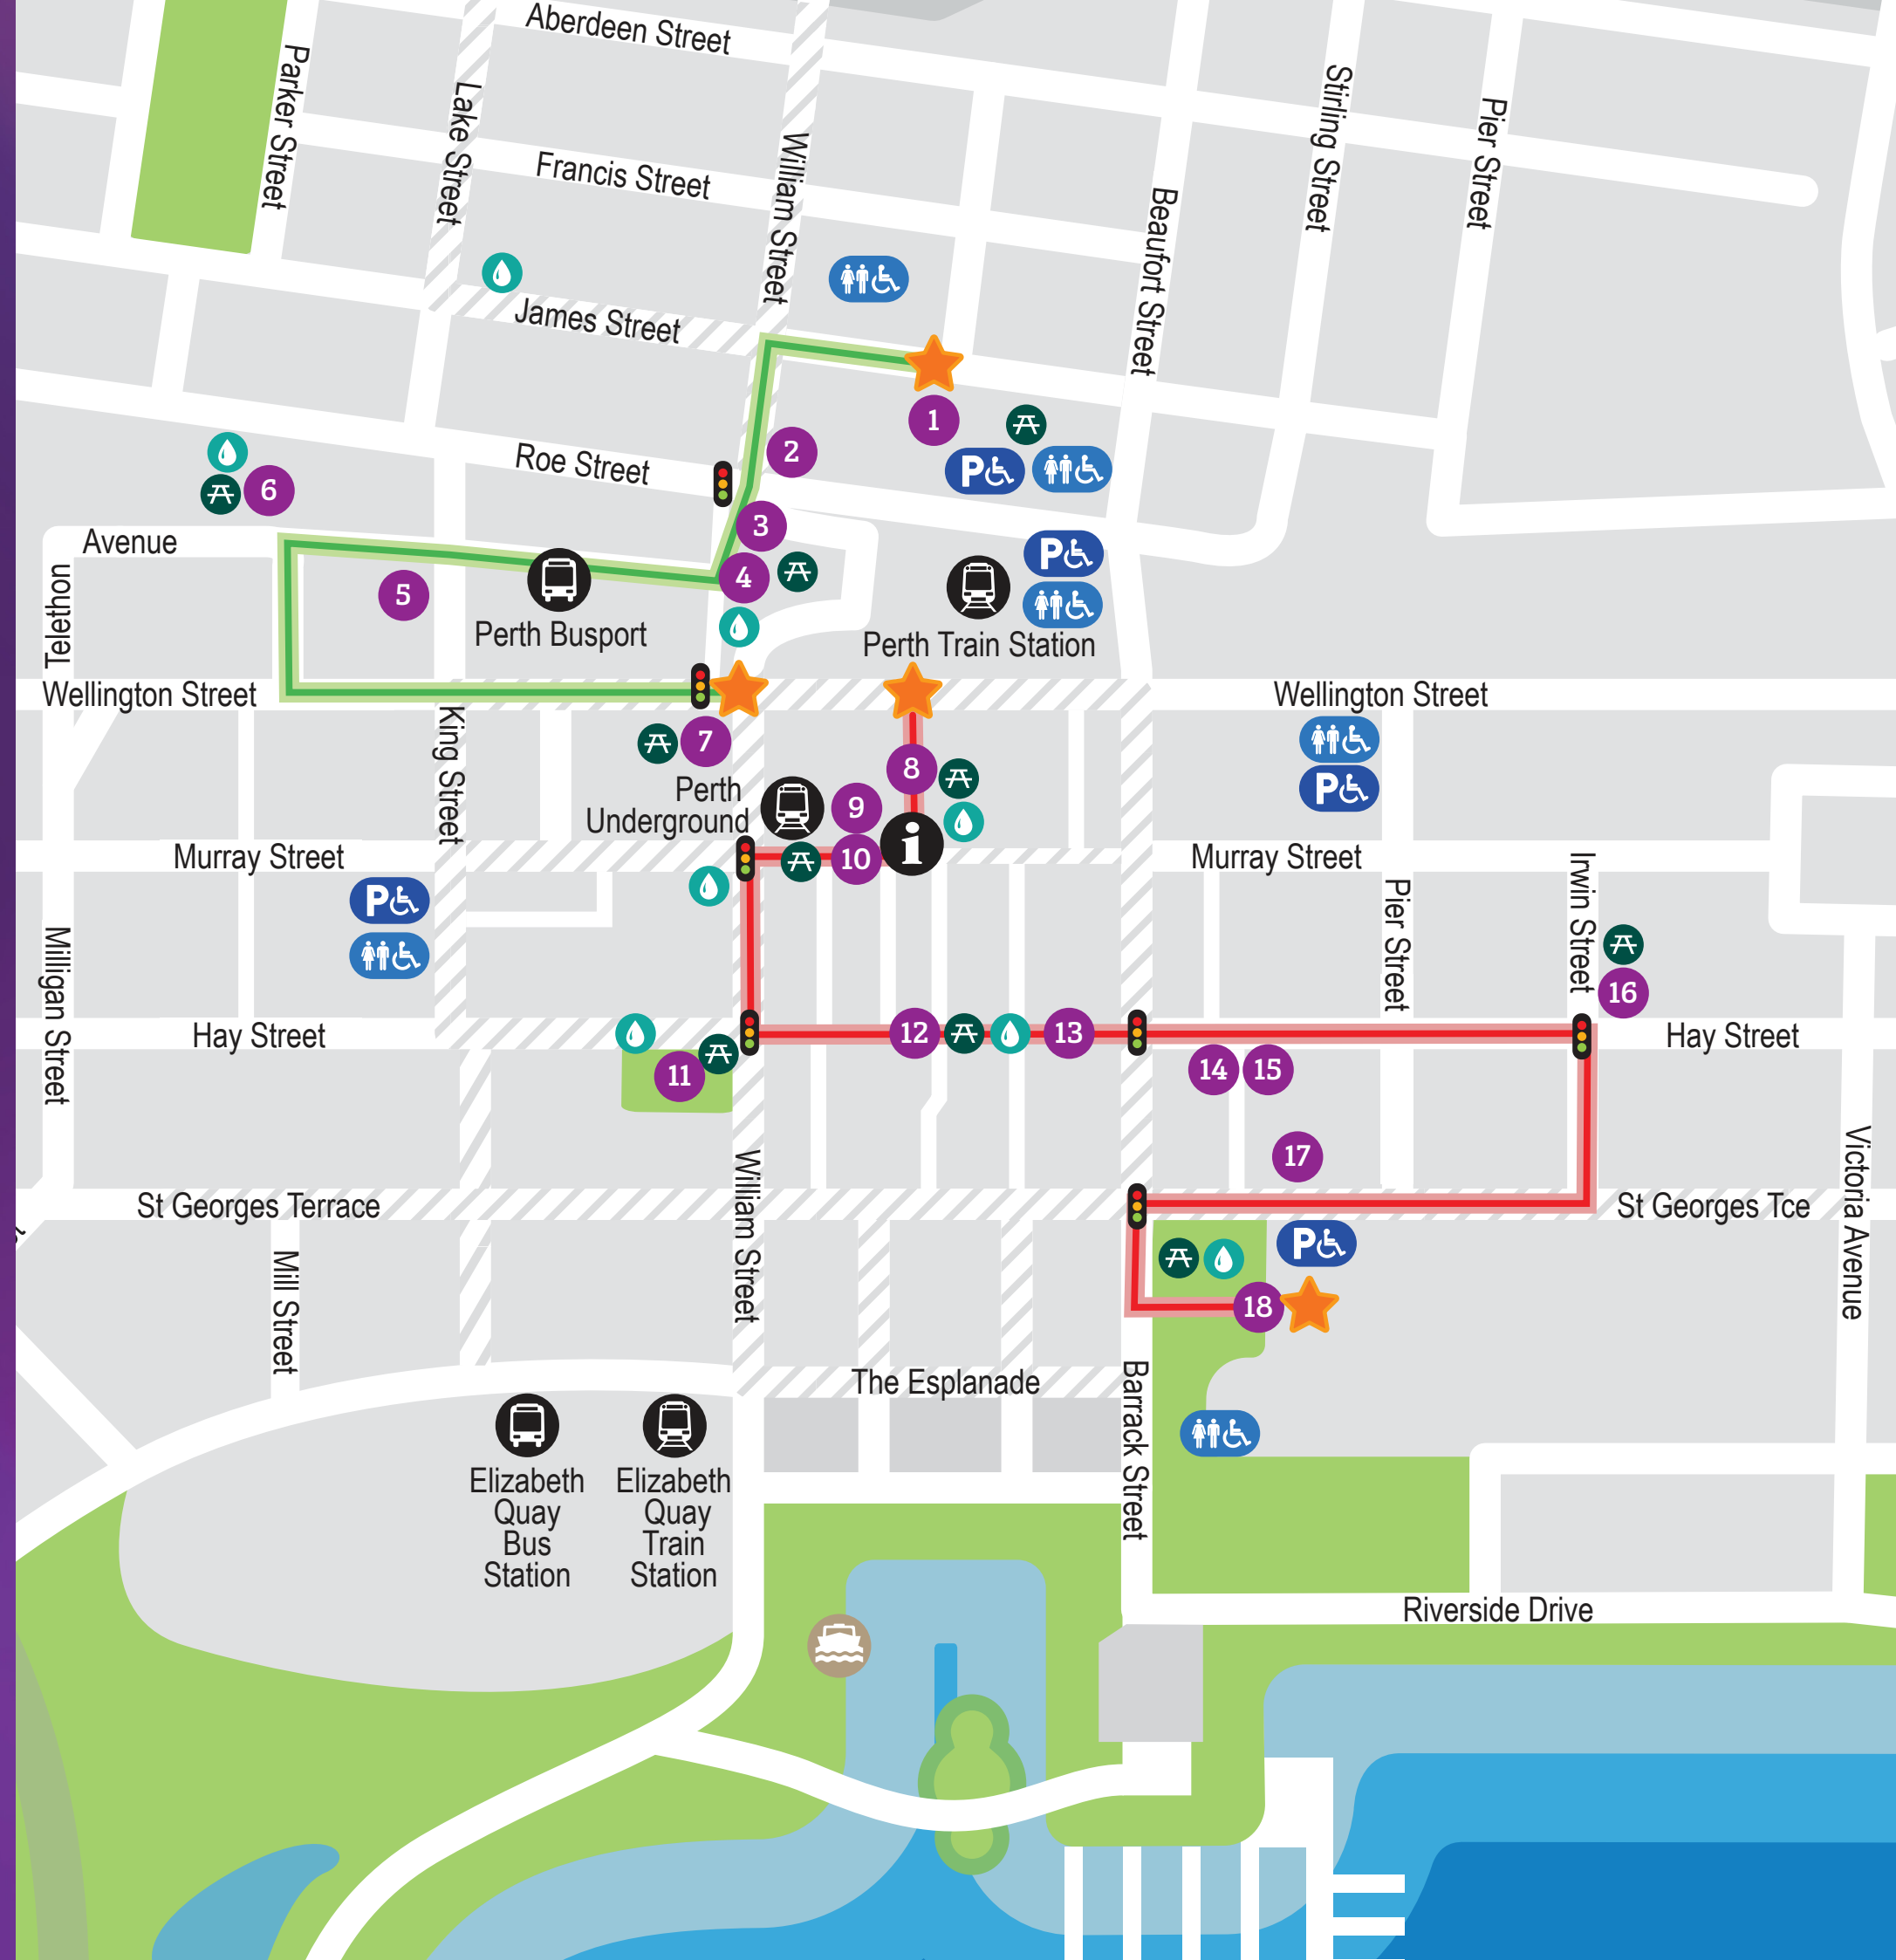 Aberdeen Street
Parker Street
Lake Street
Francis Street
William Street
Stirling Street
Pier Street
Beaufort Street
James Street
1
P
2
Roe Street
6
3
P
Avenue
4
5
Telethon
Perth Busport
Perth Train Station
Wellington Street
Wellington Street
King Street
7
8
P
Perth
Underground
9
10
i
Murray Street
Murray Street
P
Pier Street
Irwin Street
Milligan Street
16
Hay Street
12
13
Hay Street
11
14
15
17
William Street
Victoria Avenue
St Georges Terrace
St Georges Tce
P
Mill Street
18
The Esplanade
Barrack Street
Elizabeth
Quay
Bus
Station
Elizabeth
Quay
Train
Station
Riverside Drive